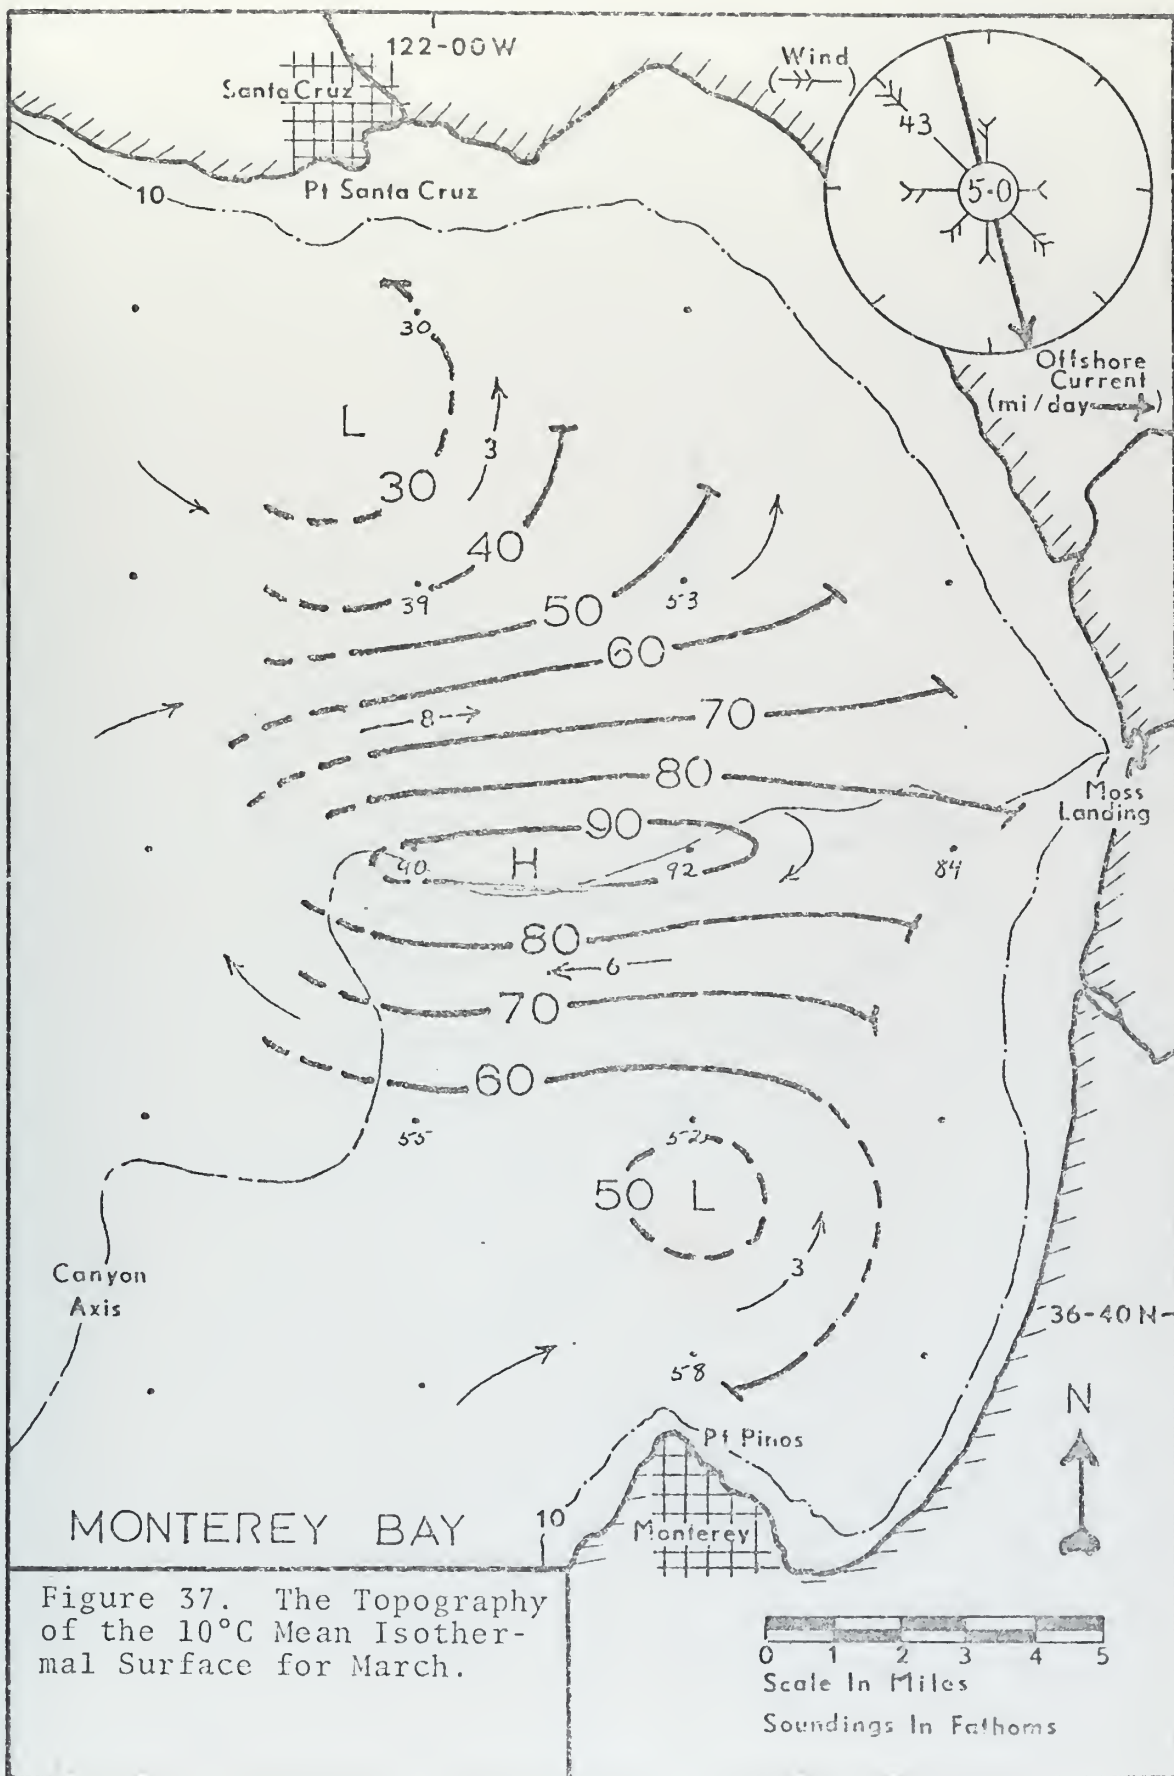 122-00W
Santa Cruz
Pt Santa Cruz
10
Wind
43
5.0
Offshore
Current
(mi/day)
30
L
3
30
40
39
50
53
60
8
70
80
90
90
H
92
84
Moss
Landing
80
6
70
60
55
52
50 L
3
Canyon
Axis
36-40N
58
N
Pt Pinos
10
Monterey
MONTEREY BAY
Figure 37. The Topography
of the 10°C Mean Isother-
mal Surface for March.
0 1 2 3 4 5
Scale In Miles
Soundings In Fathoms